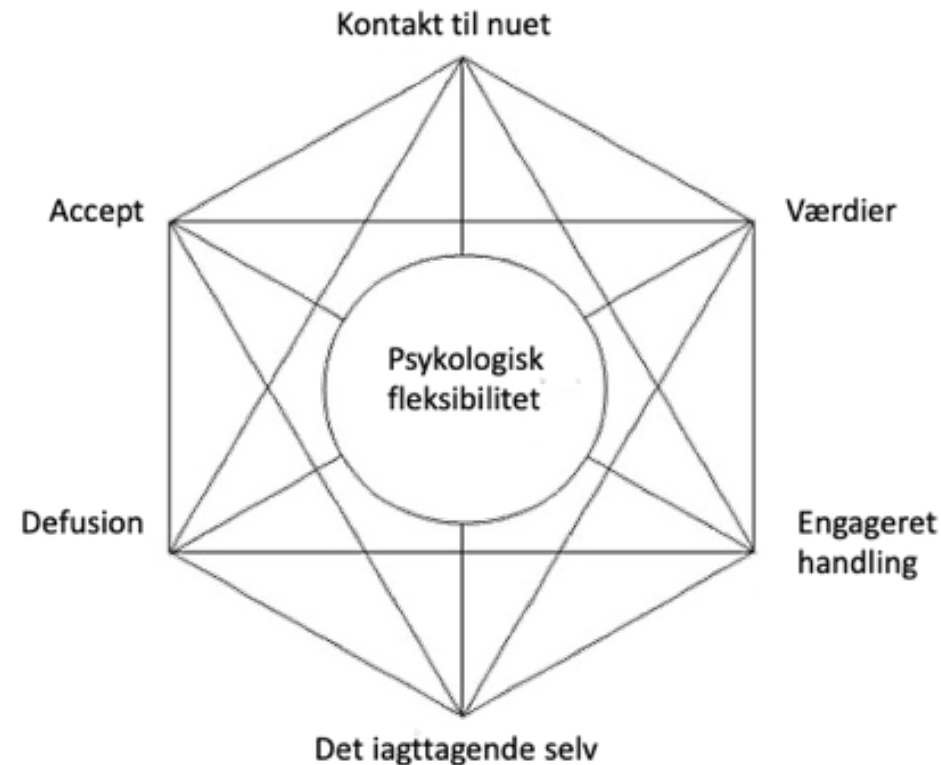 Kontakt til nuet
Accept
Værdier
Psykologisk
fleksibilitet
Defusion
Engageret
handling
Det iagttagende selv